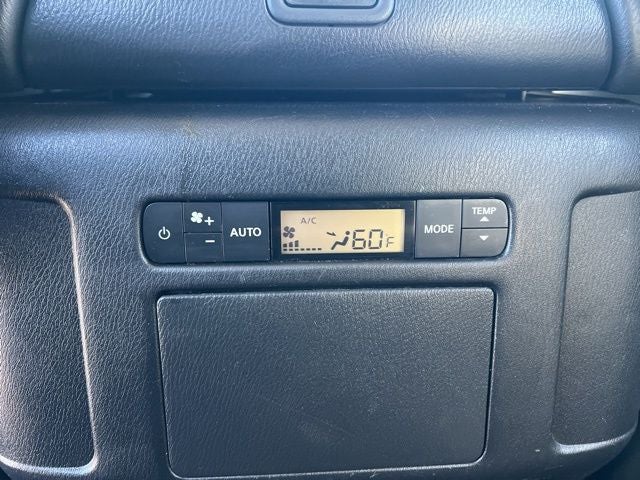 A/C
+
-
AUTO
60F
MODE
TEMP